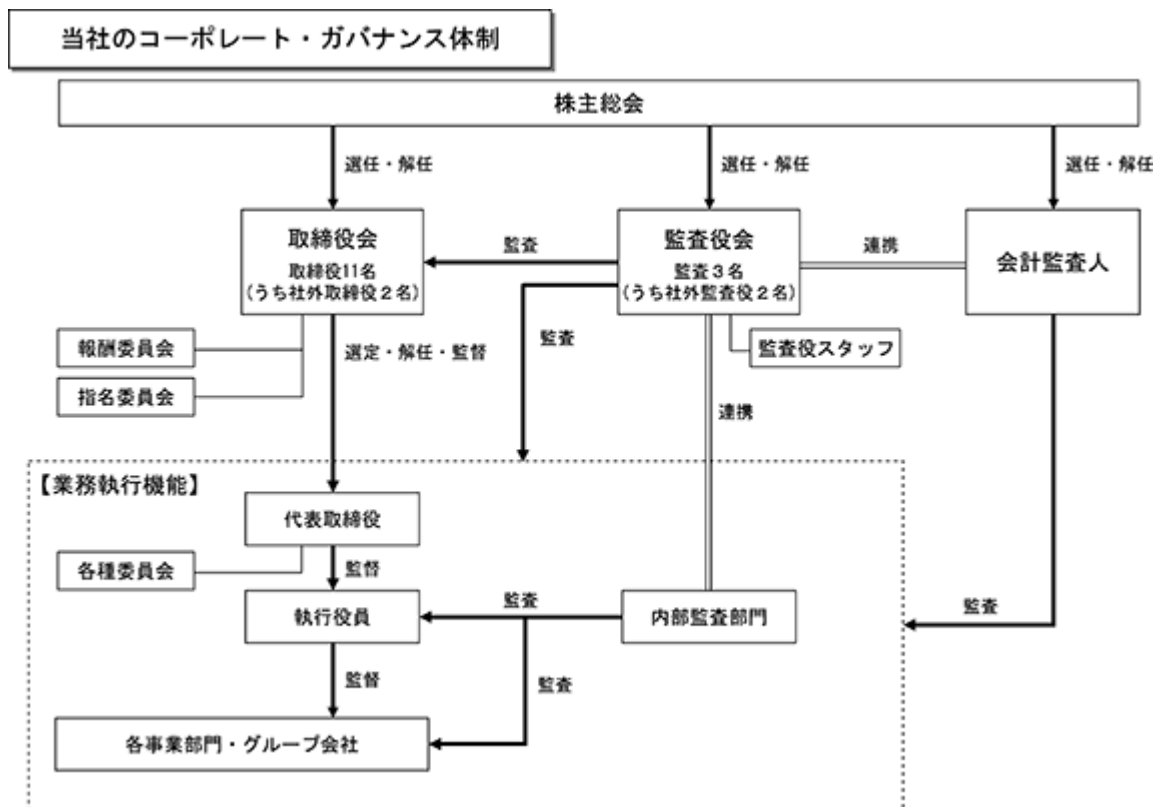 当社のコーポレート・ガバナンス体制
株主総会
選任・解任
選任・解任
選任・解任
取締役会
取締役11名
(うち社外取締役２名)
監査
監査役会
監査３名
(うち社外監査役２名)
連携
会計監査人
報酬委員会
指名委員会
選定・解任・監督
監査
監査役スタッフ
連携
【業務執行機能】
代表取締役
各種委員会
監督
執行役員
監査
内部監査部門
監査
監督
監査
各事業部門・グループ会社